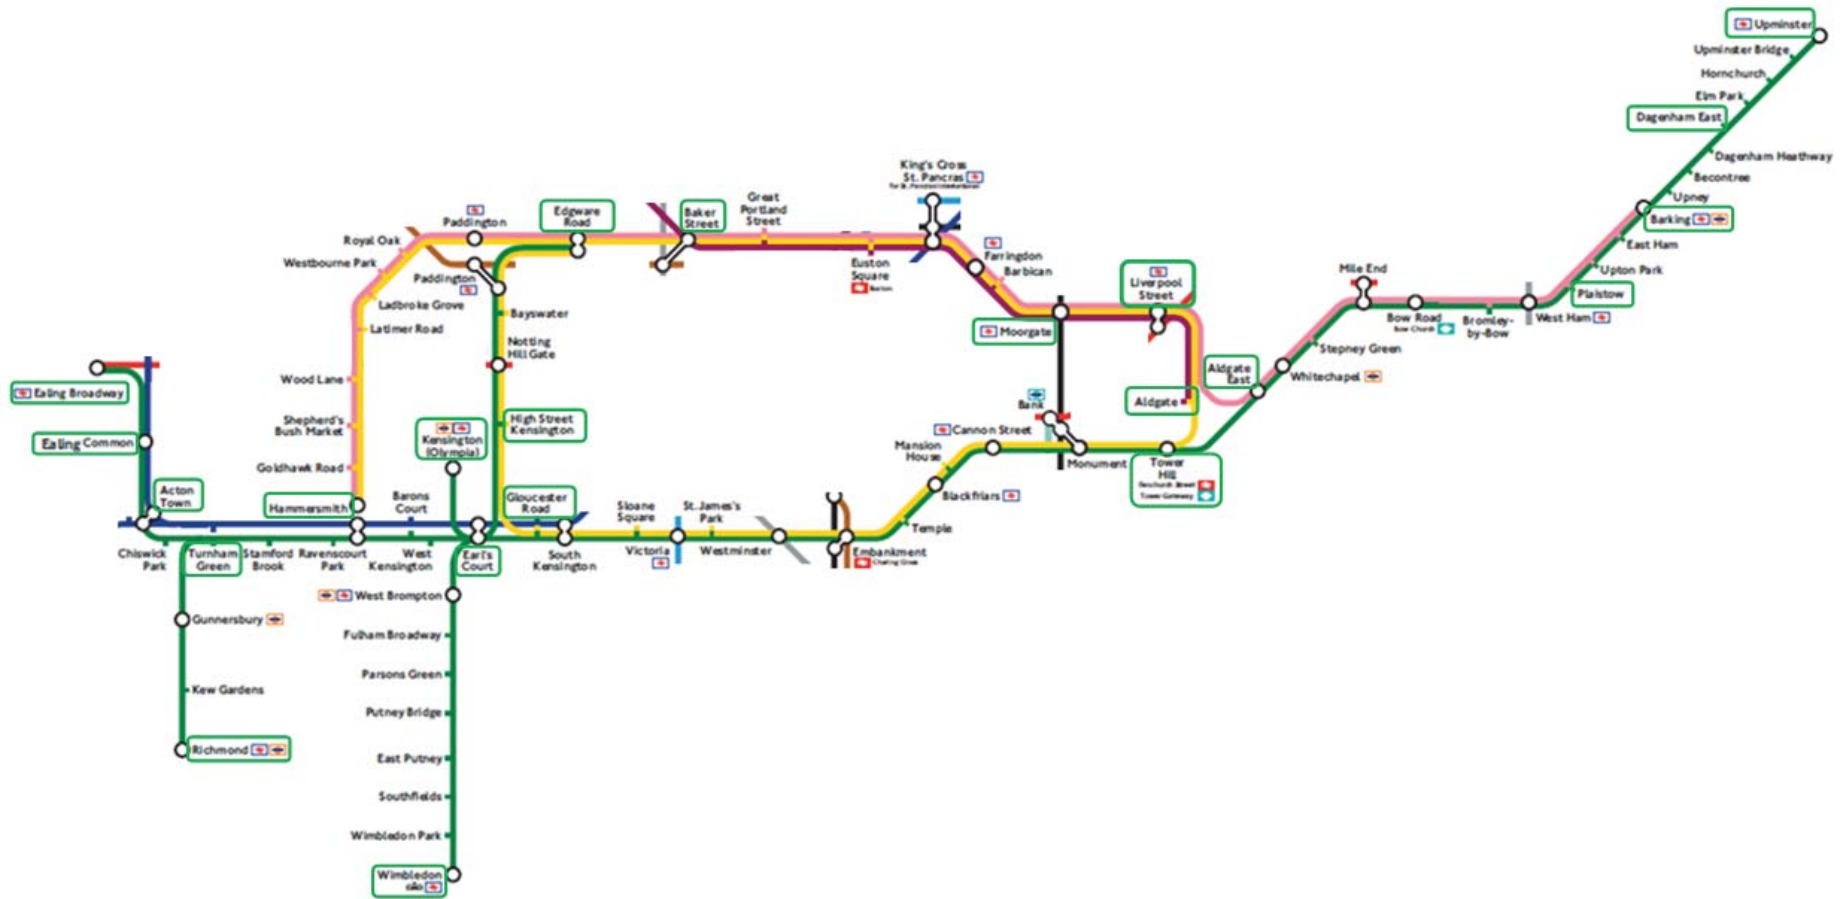 Upminster
Upminster Bridge
Hornchurch
Elm Park
Dagenham East
Dagenham Heathway
Becontree
Upney
Barking
East Ham
Upton Park
Plaistow
West Ham
Bromley-
by-Bow
Bow Road
Bow Church
Mile End
Stepney Green
Whitechapel
Aldgate
East
Aldgate
Liverpool
Street
Moorgate
Barbican
Farringdon
King's Cross
St. Pancras
Euston
Square
Euston
Great
Portland
Street
Baker
Street
Edgware
Road
Paddington
Paddington
Royal Oak
Westbourne Park
Ladbroke Grove
Latimer Road
Wood Lane
Shepherd's
Bush Market
Goldhawk Road
Hammersmith
Bayswater
Notting
Hill Gate
High Street
Kensington
Kensington
(Olympia)
Gloucester
Road
Bank
Cannon Street
Mansion
House
Monument
Tower
Hill
Fenchurch Street
Tower Gateway
Blackfriars
Temple
Embankment
Charing Cross
Westminster
St. James's
Park
Victoria
Sloane
Square
South
Kensington
Earl's
Court
Barons
Court
West
Kensington
Ravenscourt
Park
Stamford
Brook
Turnham
Green
Chiswick
Park
Acton
Town
Ealing Common
Ealing Broadway
Gunnersbury
Kew Gardens
Richmond
West Brompton
Fulham Broadway
Parsons Green
Putney Bridge
East Putney
Southfields
Wimbledon Park
Wimbledon